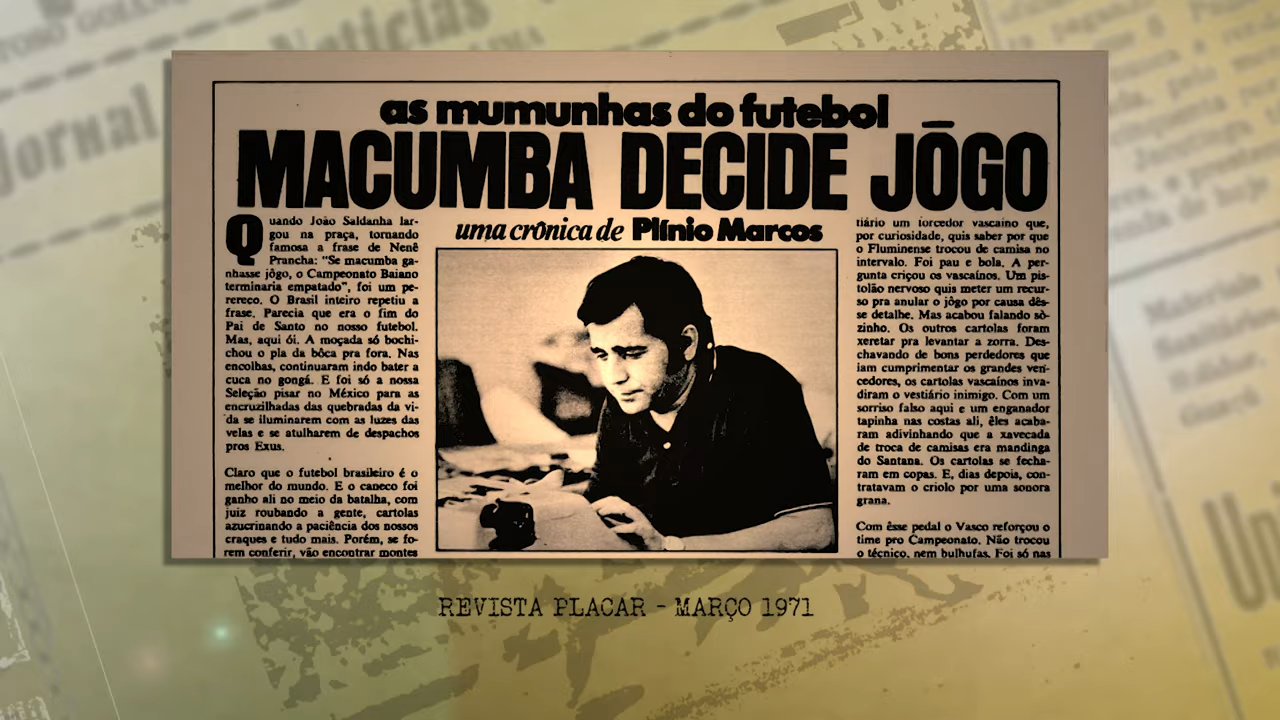 as mumunhas do futebol
MACUMBA DECIDE JÔGO
uma crônica de Plínio Marcos
Quando João Saldanha lar-
gou na praça, tornando
famosa a frase de Nenê
Prancha: "Se macumba ga-
nhasse jôgo, o Campeonato Baiano
terminaria empatado", foi um pe-
rereco. O Brasil inteiro repetiu a
frase. Parecia que era o fim do
Pai de Santo no nosso futebol.
Mas, aqui ói. A moçada só bochi-
chou o pla da bôca pra fora. Nas
encolhas, continuaram indo bater a
cuca no gongá. E foi só a nossa
Seleção pisar no México para as
encruzilhadas das quebradas da vi-
da se iluminarem com as luzes das
velas e se atulharem de despachos
pros Exus.
Claro que o futebol brasileiro é o
melhor do mundo. E o caneco foi
ganho ali no meio da batalha, com
juiz roubando a gente, cartolas
azucrinando a paciência dos nossos
craques e tudo mais. Porém, se fo-
rem conferir, vão encontrar montes
tiário um torcedor vascaíno que,
por curiosidade, quis saber por que
o Fluminense trocou de camisa no
intervalo. Foi pau e bola. A per-
gunta criçou os vascaínos. Um pis-
tolão nervoso quis meter um recur-
so pra anular o jôgo por causa dês-
se detalhe. Mas acabou falando sò-
zinho. Os outros cartolas foram
xeretar pra levantar a zorra. Des-
chavando de bons perdedores que
iam cumprimentar os grandes ven-
cedores, os cartolas vascaínos inva-
diram o vestiário inimigo. Com um
sorriso falso aqui e um enganador
tapinha nas costas ali, êles acaba-
ram adivinhando que a xavecada
de troca de camisas era mandinga
do Santana. Os cartolas se fecha-
ram em copas. E, dias depois, con-
tratavam o criolo por uma sonora
grana.
Com êsse pedal o Vasco reforçou o
time pro Campeonato. Não trocou
o técnico, nem bulhufas. Foi só nas
REVISTA PLACAR - MARÇO 1971
Notícias
Jornal